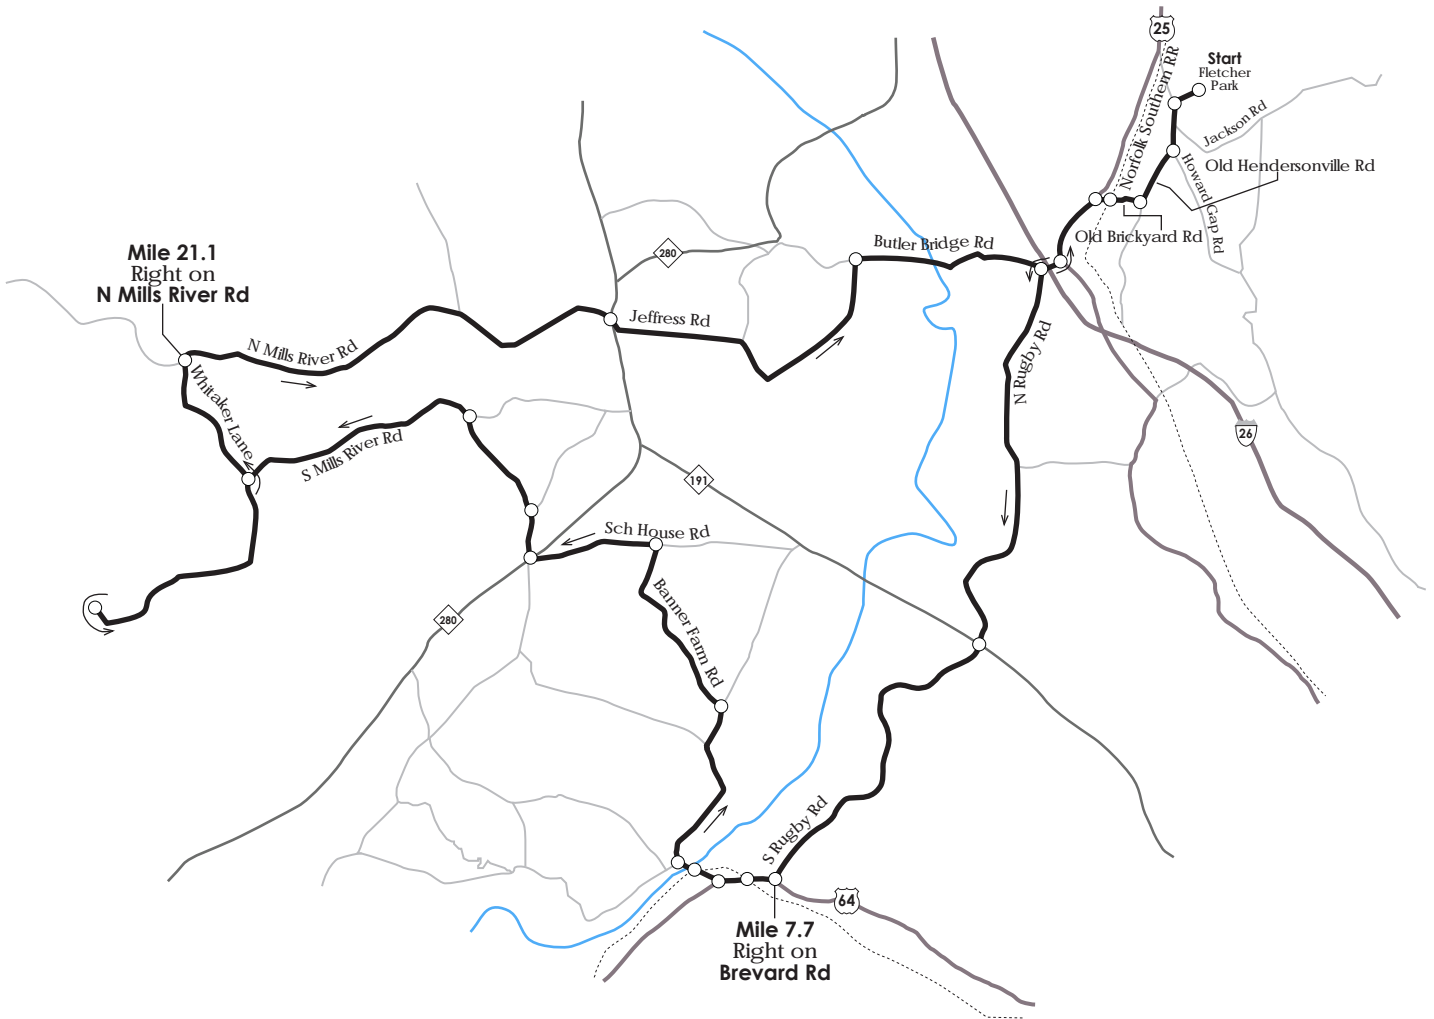 25
Start
Fletcher
Park
Norfolk Southern RR
Jackson Rd
Old Hendersonville Rd
Howard Gap Rd
Old Brickyard Rd
Butler Bridge Rd
Mile 21.1
Right on
N Mills River Rd
280
Jeffress Rd
N Mills River Rd
N Rugby Rd
Whitaker Lane
S Mills River Rd
26
191
Sch House Rd
Banner Farm Rd
280
S Rugby Rd
64
Mile 7.7
Right on
Brevard Rd